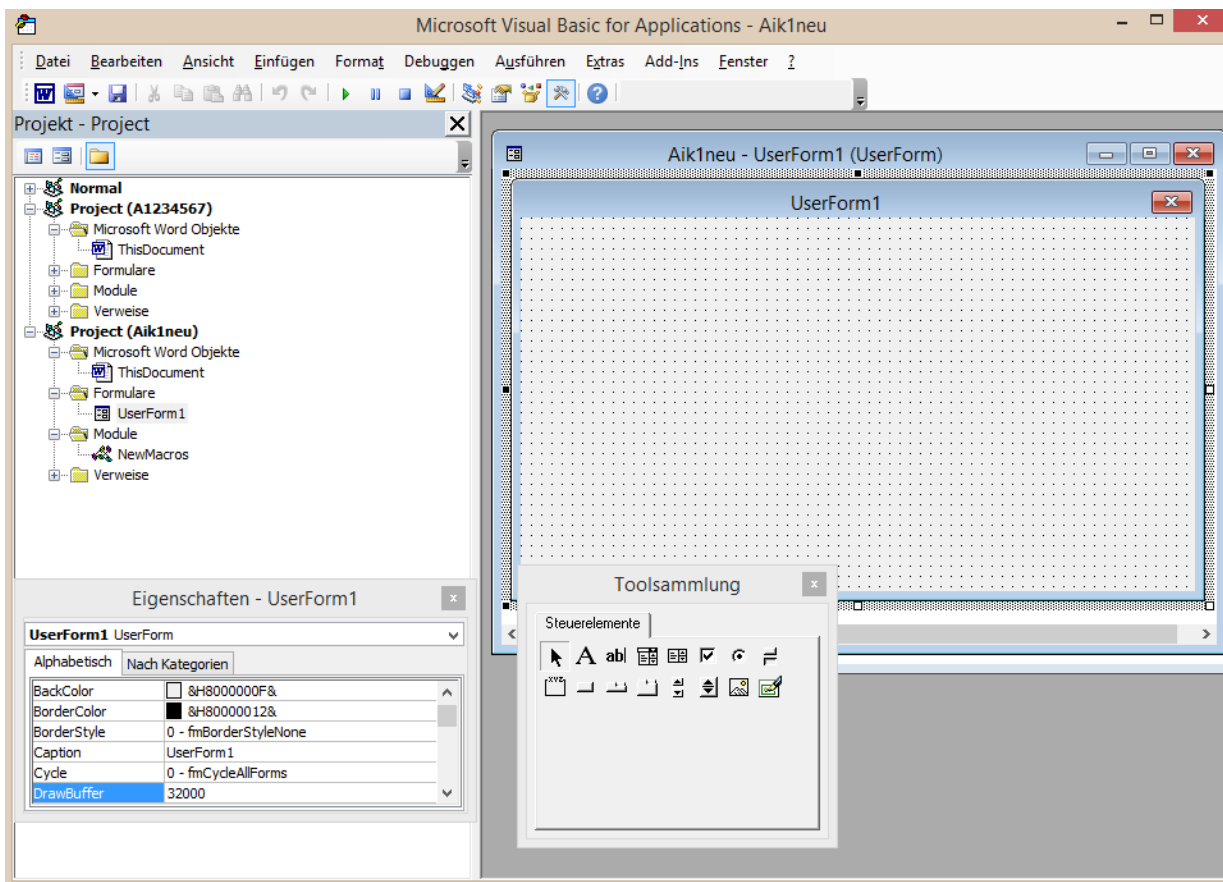 Microsoft Visual Basic for Applications - Aik1neu
Datei Bearbeiten Ansicht Einfügen Format Debuggen Ausführen Extras Add-Ins Fenster ?
Projekt - Project
Normal
Project (A1234567)
Microsoft Word Objekte
ThisDocument
Formulare
Module
Verweise
Project (Aik1neu)
Microsoft Word Objekte
ThisDocument
Formulare
UserForm1
Module
NewMacros
Verweise
Aik1neu - UserForm1 (UserForm)
UserForm1
Eigenschaften - UserForm1
UserForm1 UserForm
Alphabetisch Nach Kategorien
BackColor &H8000000F&
BorderColor &H80000012&
BorderStyle 0 - fmBorderStyleNone
Caption UserForm1
Cycle 0 - fmCycleAllForms
DrawBuffer 32000
Toolsammlung
Steuerelemente
A ab|
xyz